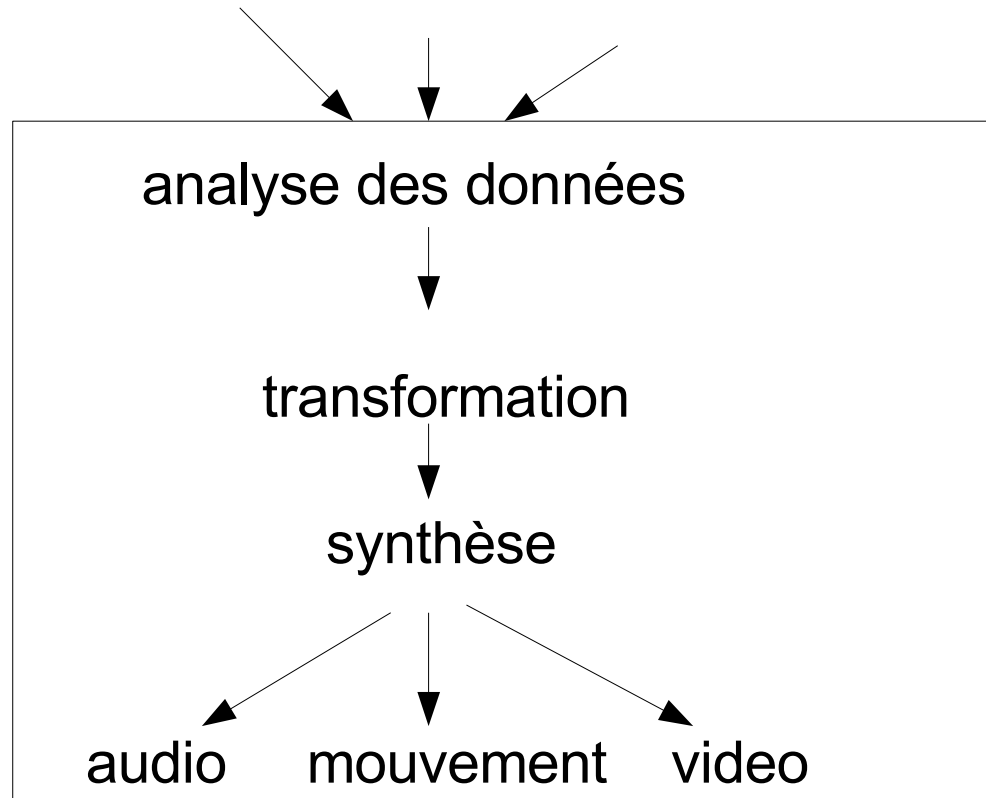 analyse des données
transformation
synthèse
audio mouvement video